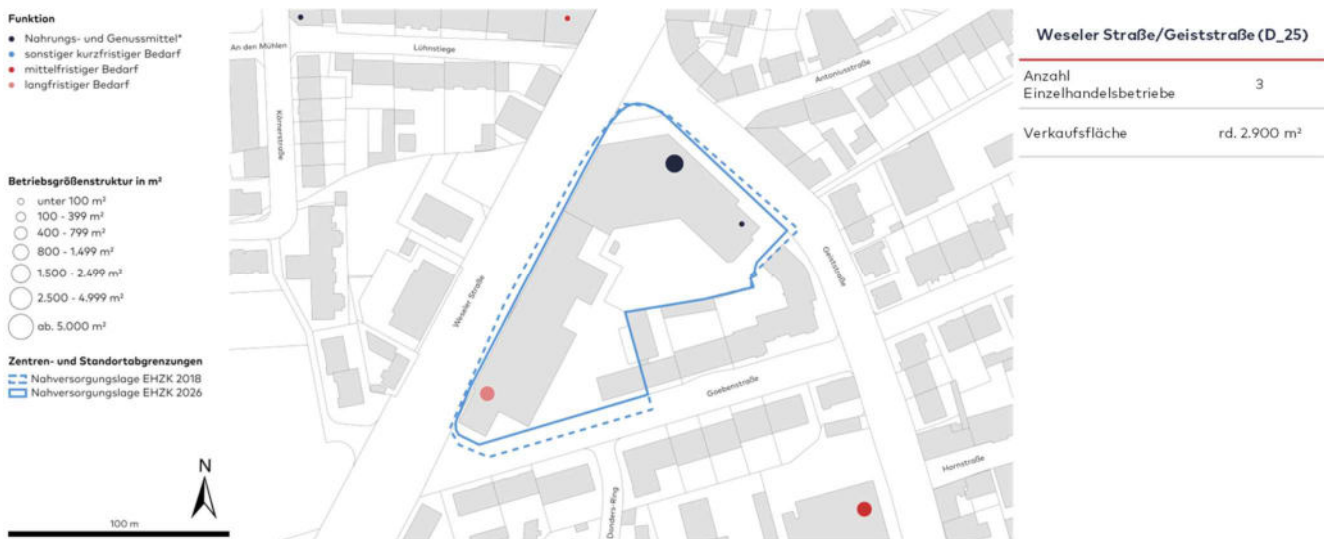 Funktion
Nahrungs- und Genussmittel*
sonstiger kurzfristiger Bedarf
mittelfristiger Bedarf
langfristiger Bedarf
Betriebsgrößenstruktur in m²
unter 100 m²
100 - 399 m²
400 - 799 m²
800 - 1.499 m²
1.500 - 2.499 m²
2.500 - 4.999 m²
ab. 5.000 m²
Zentren- und Standortabgrenzungen
Nahversorgungslage EHZK 2018
Nahversorgungslage EHZK 2026
N
100 m
An den Mühlen
Lühnstiege
Körnerstraße
Antoniusstraße
Weseler Straße
Geiststraße
Goebenstraße
Donders-Ring
Hornstraße
Weseler Straße/Geiststraße (D_25)
Anzahl
Einzelhandelsbetriebe 3
Verkaufsfläche rd. 2.900 m²